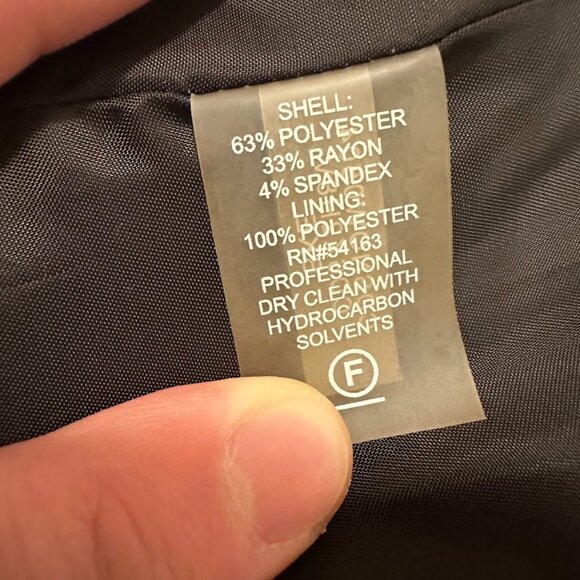 SHELL:
63% POLYESTER
33% RAYON
4% SPANDEX
LINING:
100% POLYESTER
RN#54163
PROFESSIONAL
DRY CLEAN WITH
HYDROCARBON
SOLVENTS
F